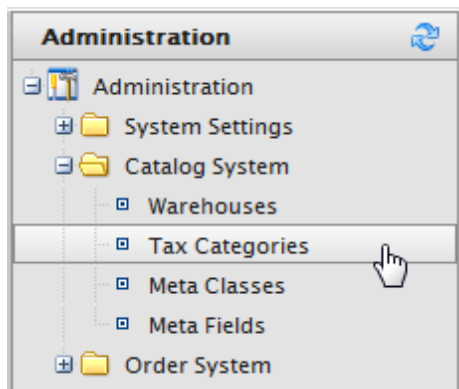 Administration
Administration
System Settings
Catalog System
Warehouses
Tax Categories
Meta Classes
Meta Fields
Order System